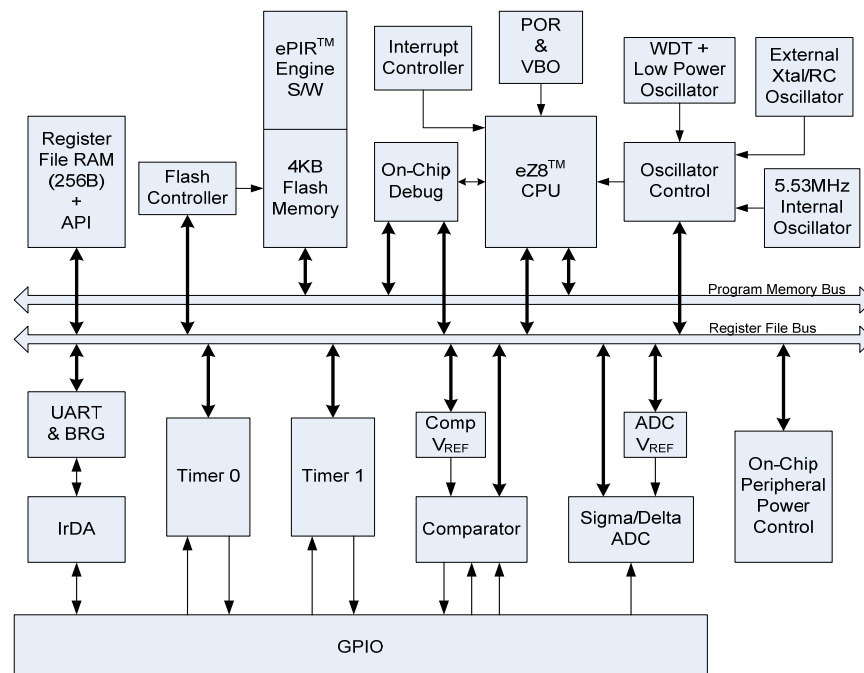 ePIR™
Engine
S/W
Interrupt
Controller
POR
&
VBO
WDT +
Low Power
Oscillator
External
Xtal/RC
Oscillator
Register
File RAM
(256B)
+
API
Flash
Controller
4KB
Flash
Memory
On-Chip
Debug
eZ8™
CPU
Oscillator
Control
5.53MHz
Internal
Oscillator
Program Memory Bus
Register File Bus
UART
& BRG
Timer 0
Timer 1
Comp
VREF
ADC
VREF
On-Chip
Peripheral
Power
Control
IrDA
Comparator
Sigma/Delta
ADC
GPIO